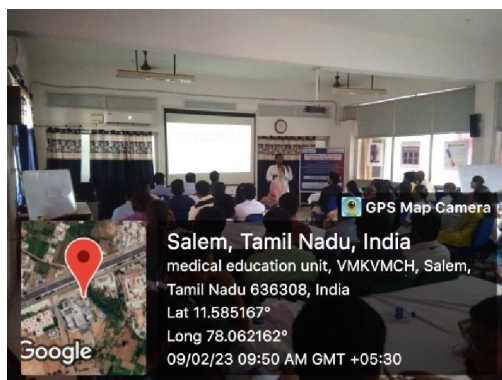 GPS Map Camera
Salem, Tamil Nadu, India
medical education unit, VMKVMCH, Salem,
Tamil Nadu 636308, India
Lat 11.585167°
Long 78.062162°
09/02/23 09:50 AM GMT +05:30
Google